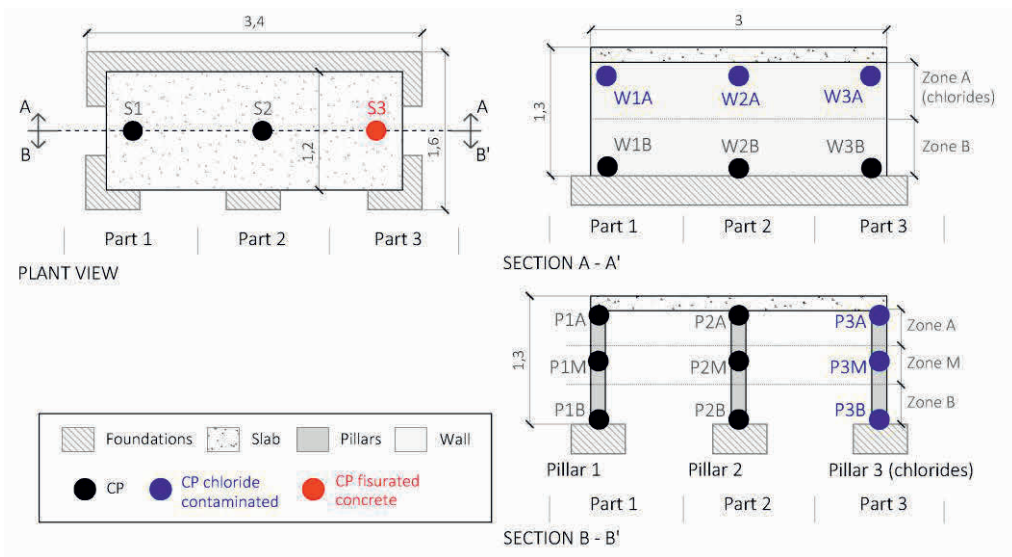 3,4
A
B
S1
S2
S3
1,2
1,6
A
B'
Part 1
Part 2
Part 3
PLANT VIEW
3
1,3
W1A
W2A
W3A
Zone A
(chlorides)
W1B
W2B
W3B
Zone B
Part 1
Part 2
Part 3
SECTION A - A'
1,3
P1A
P2A
P3A
Zone A
P1M
P2M
P3M
Zone M
P1B
P2B
P3B
Zone B
Pillar 1
Pillar 2
Pillar 3 (chlorides)
Part 1
Part 2
Part 3
SECTION B - B'
Foundations
Slab
Pillars
Wall
CP
CP chloride
contaminated
CP fisurated
concrete